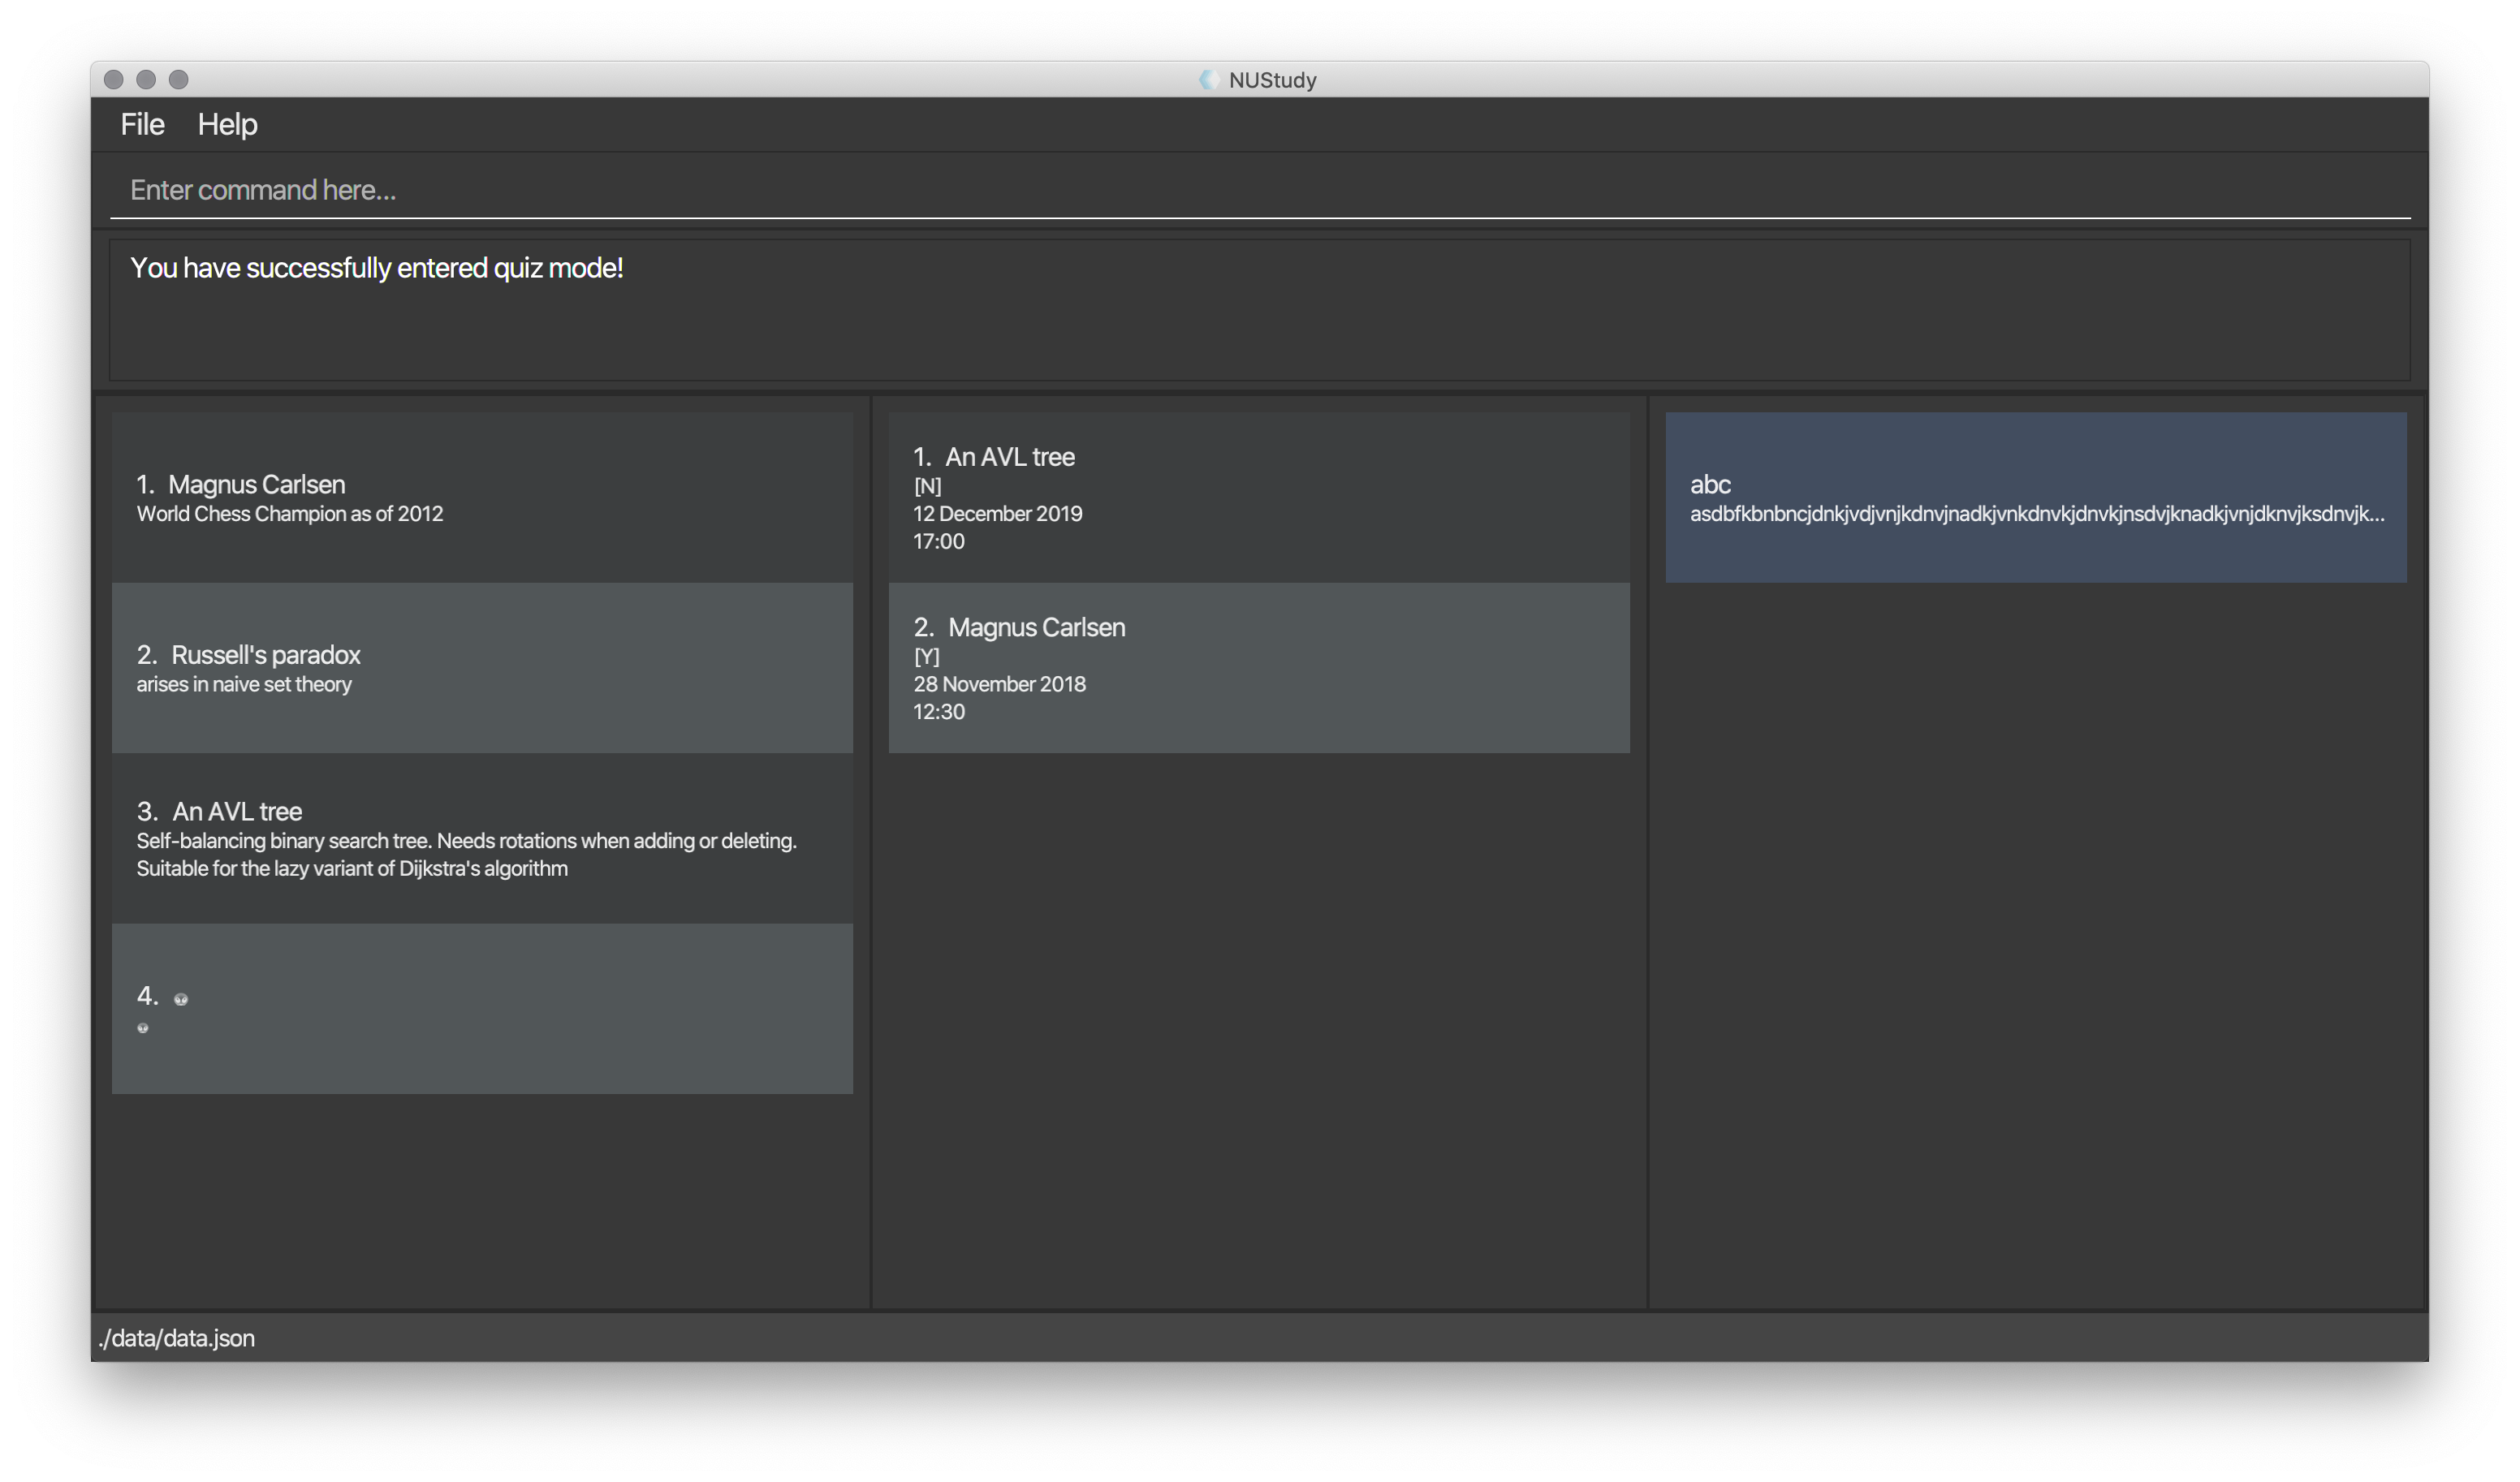 NUStudy
File Help
Enter command here...
You have successfully entered quiz mode!
1. Magnus Carlsen
World Chess Champion as of 2012
2. Russell's paradox
arises in naive set theory
3. An AVL tree
Self-balancing binary search tree. Needs rotations when adding or deleting.
Suitable for the lazy variant of Dijkstra's algorithm
4. 👽
👽
1. An AVL tree
[N]
12 December 2019
17:00
2. Magnus Carlsen
[Y]
28 November 2018
12:30
abc
asdbfkbnbncjdnkjvdjvnjkdnvjnadkjvnkdnvkjdnvkjnsdvjknadkjvnjdknvjksdnvjk...
./data/data.json